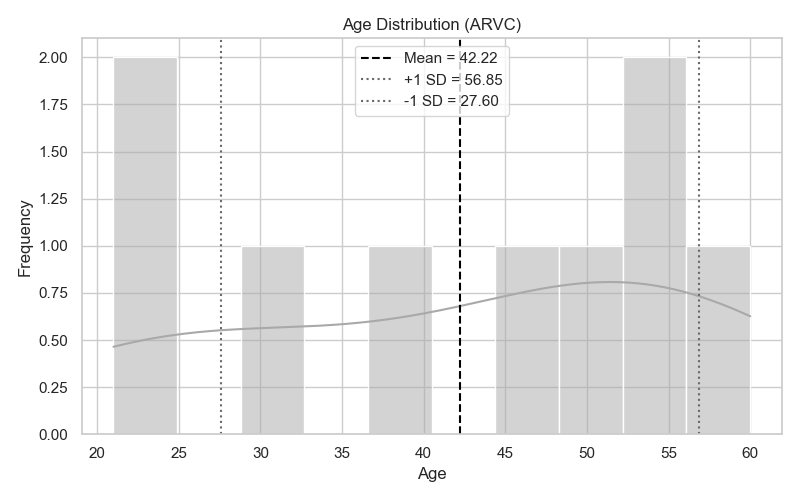 Age Distribution (ARVC)
Mean = 42.22
+1 SD = 56.85
-1 SD = 27.60
2.00
1.75
1.50
1.25
1.00
0.75
0.50
0.25
0.00
Frequency
20 25 30 35 40 45 50 55 60
Age